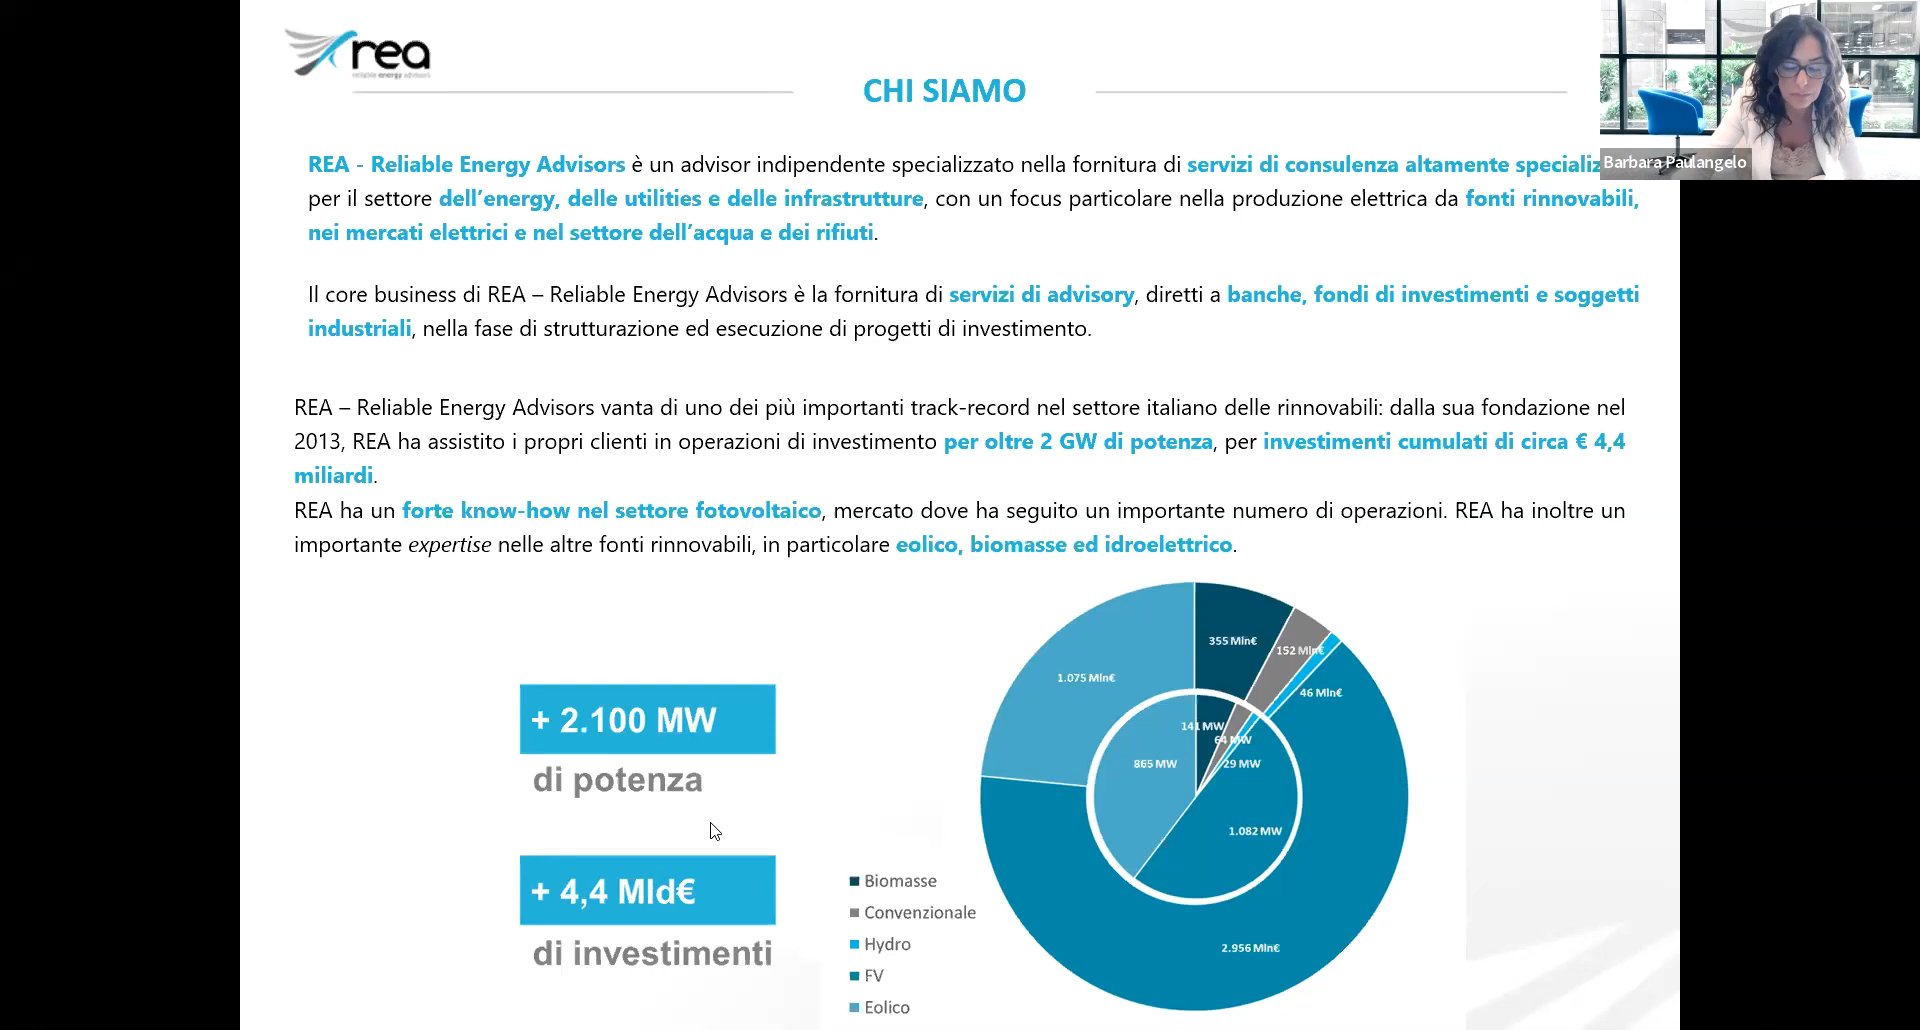 rea
reliable energy advisors
CHI SIAMO
Barbara Paulangelo
REA - Reliable Energy Advisors è un advisor indipendente specializzato nella fornitura di servizi di consulenza altamente
per il settore dell’energy, delle utilities e delle infrastrutture, con un focus particolare nella produzione elettrica da fonti rinnovabili,
nei mercati elettrici e nel settore dell’acqua e dei rifiuti.
Il core business di REA – Reliable Energy Advisors è la fornitura di servizi di advisory, diretti a banche, fondi di investimenti e soggetti
industriali, nella fase di strutturazione ed esecuzione di progetti di investimento.
REA – Reliable Energy Advisors vanta di uno dei più importanti track-record nel settore italiano delle rinnovabili: dalla sua fondazione nel
2013, REA ha assistito i propri clienti in operazioni di investimento per oltre 2 GW di potenza, per investimenti cumulati di circa € 4,4
miliardi.
REA ha un forte know-how nel settore fotovoltaico, mercato dove ha seguito un importante numero di operazioni. REA ha inoltre un
importante expertise nelle altre fonti rinnovabili, in particolare eolico, biomasse ed idroelettrico.
+ 2.100 MW
di potenza
+ 4,4 Mld€
di investimenti
355 Mln€
152 Mln€
46 Mln€
1.075 Mln€
141 MW
64 MW
29 MW
865 MW
1.082 MW
2.956 Mln€
Biomasse
Convenzionale
Hydro
FV
Eolico